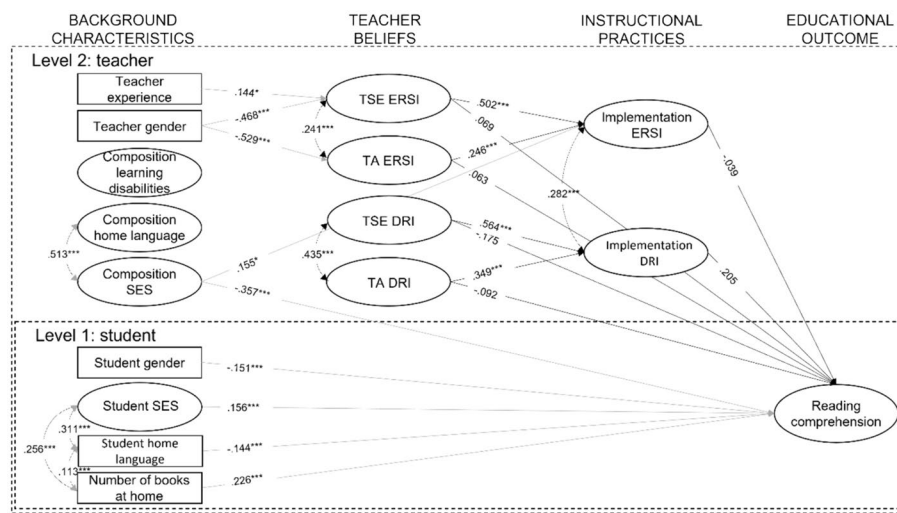 BACKGROUND
CHARACTERISTICS
TEACHER
BELIEFS
INSTRUCTIONAL
PRACTICES
EDUCATIONAL
OUTCOME
Level 2: teacher
Teacher
experience
Teacher gender
Composition
learning
disabilities
Composition
home language
Composition
SES
.513***
.144*
-.468***
-.529***
.155*
-.357***
TSE ERSI
TA ERSI
TSE DRI
TA DRI
.241***
.435***
.502***
.069
.246***
.063
.564***
-.175
.349***
-.092
Implementation
ERSI
Implementation
DRI
.282***
-.039
.205
Level 1: student
Student gender
Student SES
Student home
language
Number of books
at home
.256***
.311***
.113***
-.151***
.156***
-.144***
.226***
Reading
comprehension